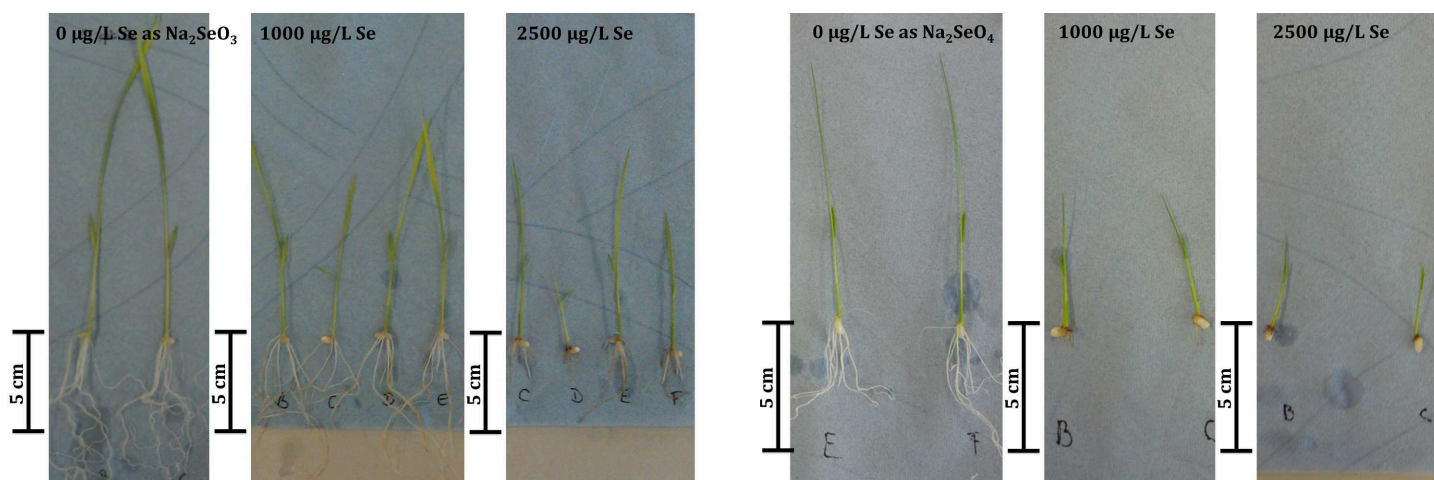 0 µg/L Se as Na₂SeO₃
1000 µg/L Se
2500 µg/L Se
0 µg/L Se as Na₂SeO₄
1000 µg/L Se
2500 µg/L Se
5 cm
5 cm
5 cm
5 cm
5 cm
5 cm
B C D E
C D E F
E F
B C
B C